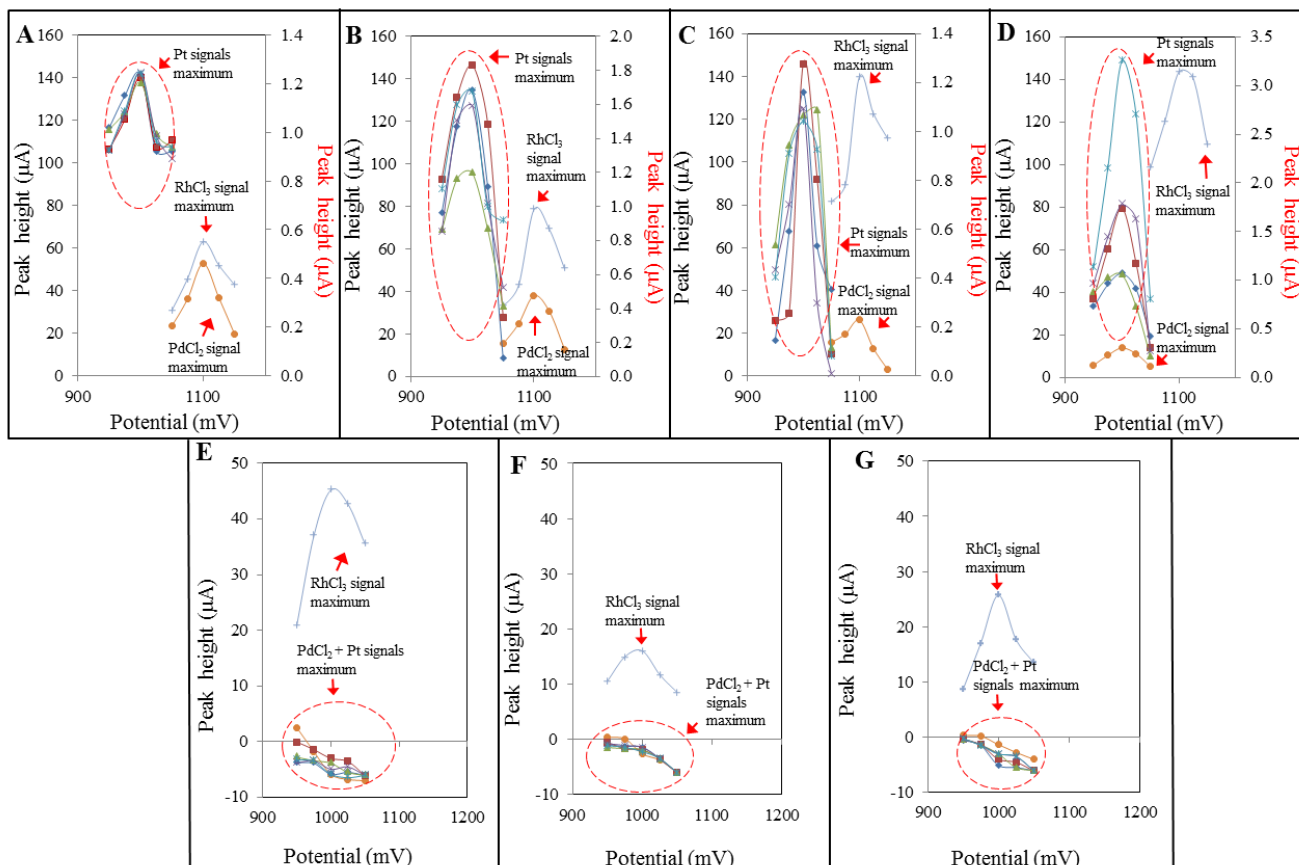 A
160
140
120
100
80
60
40
20
0
1.4
1.2
1.0
0.8
0.6
0.4
0.2
0.0
900
1100
Peak height (µA)
Peak height (µA)
Potential (mV)
Pt signals
maximum
RhCl₃ signal
maximum
PdCl₂ signal
maximum
B
160
140
120
100
80
60
40
20
0
2.0
1.8
1.6
1.4
1.2
1.0
0.8
0.6
0.4
0.2
0.0
900
1100
Peak height (µA)
Peak height (µA)
Potential (mV)
Pt signals
maximum
RhCl₃
signal
maximum
PdCl₂ signal
maximum
C
160
140
120
100
80
60
40
20
0
1.4
1.2
1.0
0.8
0.6
0.4
0.2
0.0
900
1100
Peak height (µA)
Peak height (µA)
Potential (mV)
RhCl₃ signal
maximum
Pt signals
maximum
PdCl₂ signal
maximum
D
160
140
120
100
80
60
40
20
0
3.5
3.0
2.5
2.0
1.5
1.0
0.5
0.0
900
1100
Peak height (µA)
Peak height (µA)
Potential (mV)
Pt signals
maximum
RhCl₃ signal
maximum
PdCl₂ signal
maximum
E
50
40
30
20
10
0
-10
900
1000
1100
1200
Peak height (µA)
Potential (mV)
RhCl₃ signal
maximum
PdCl₂ + Pt signals
maximum
F
50
40
30
20
10
0
-10
900
1000
1100
1200
Peak height (µA)
Potential (mV)
RhCl₃ signal
maximum
PdCl₂ + Pt
signals
maximum
G
50
40
30
20
10
0
-10
900
1000
1100
1200
Peak height (µA)
Potential (mV)
RhCl₃ signal
maximum
PdCl₂ + Pt
signals maximum